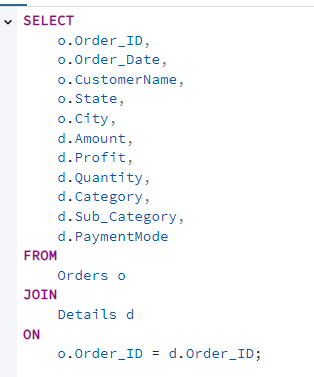 SELECT
o.Order_ID,
o.Order_Date,
o.CustomerName,
o.State,
o.City,
d.Amount,
d.Profit,
d.Quantity,
d.Category,
d.Sub_Category,
d.PaymentMode
FROM
Orders o
JOIN
Details d
ON
o.Order_ID = d.Order_ID;